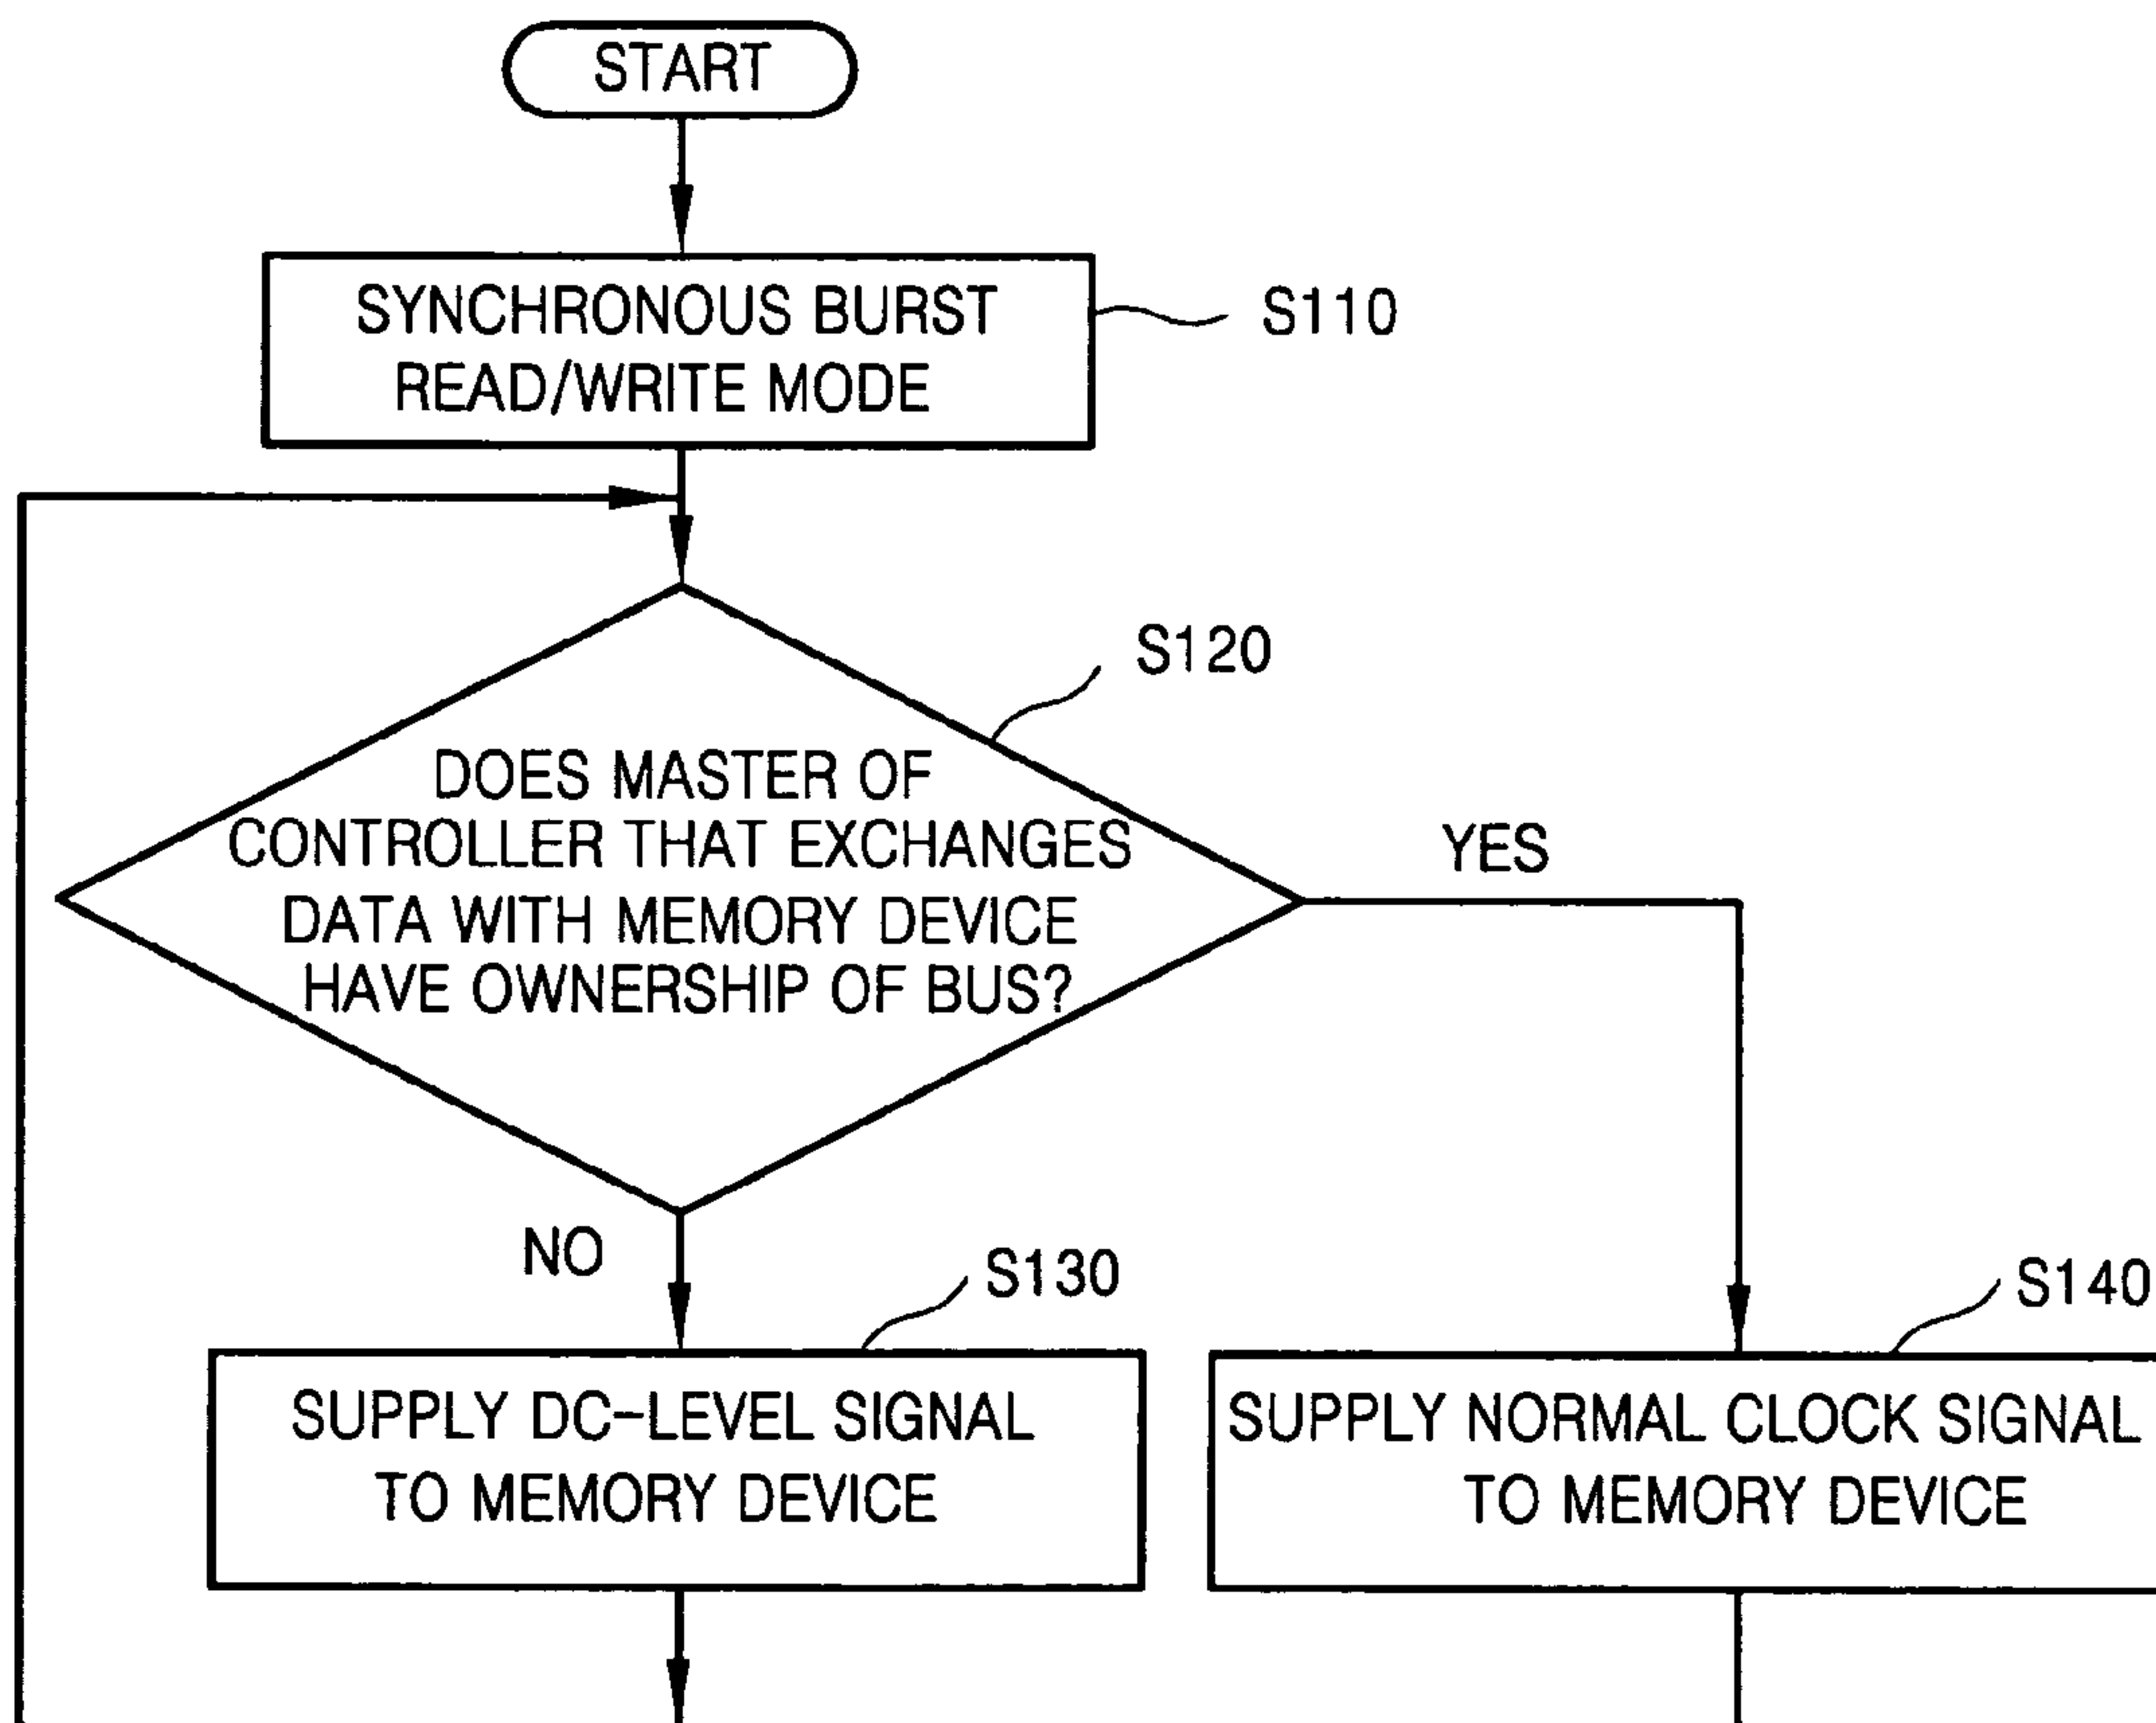 START
SYNCHRONOUS BURST
READ/WRITE MODE
S110
S120
DOES MASTER OF
CONTROLLER THAT EXCHANGES
DATA WITH MEMORY DEVICE
HAVE OWNERSHIP OF BUS?
YES
NO
S130
S140
SUPPLY DC-LEVEL SIGNAL
TO MEMORY DEVICE
SUPPLY NORMAL CLOCK SIGNAL
TO MEMORY DEVICE